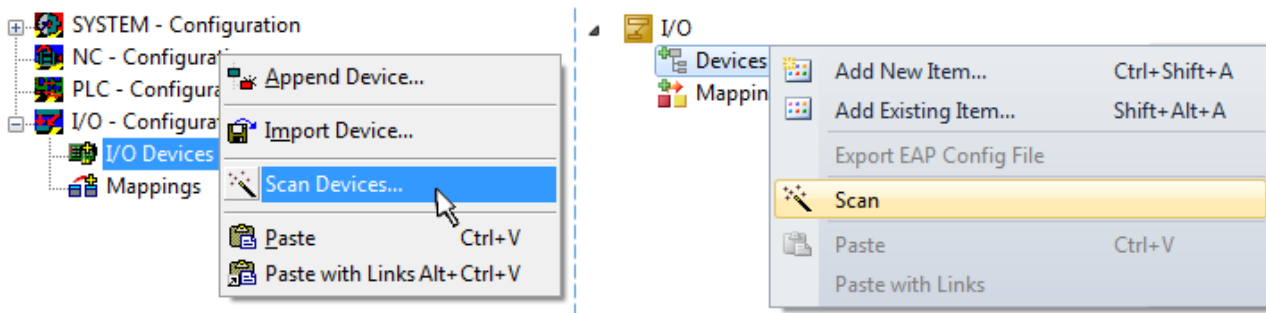 SYSTEM - Configuration
NC - Configurat
PLC - Configura
I/O - Configurat
I/O Devices
Mappings
Append Device...
Import Device...
Scan Devices...
Paste Ctrl+V
Paste with Links Alt+Ctrl+V
I/O
Devices
Mappin
Add New Item... Ctrl+Shift+A
Add Existing Item... Shift+Alt+A
Export EAP Config File
Scan
Paste Ctrl+V
Paste with Links